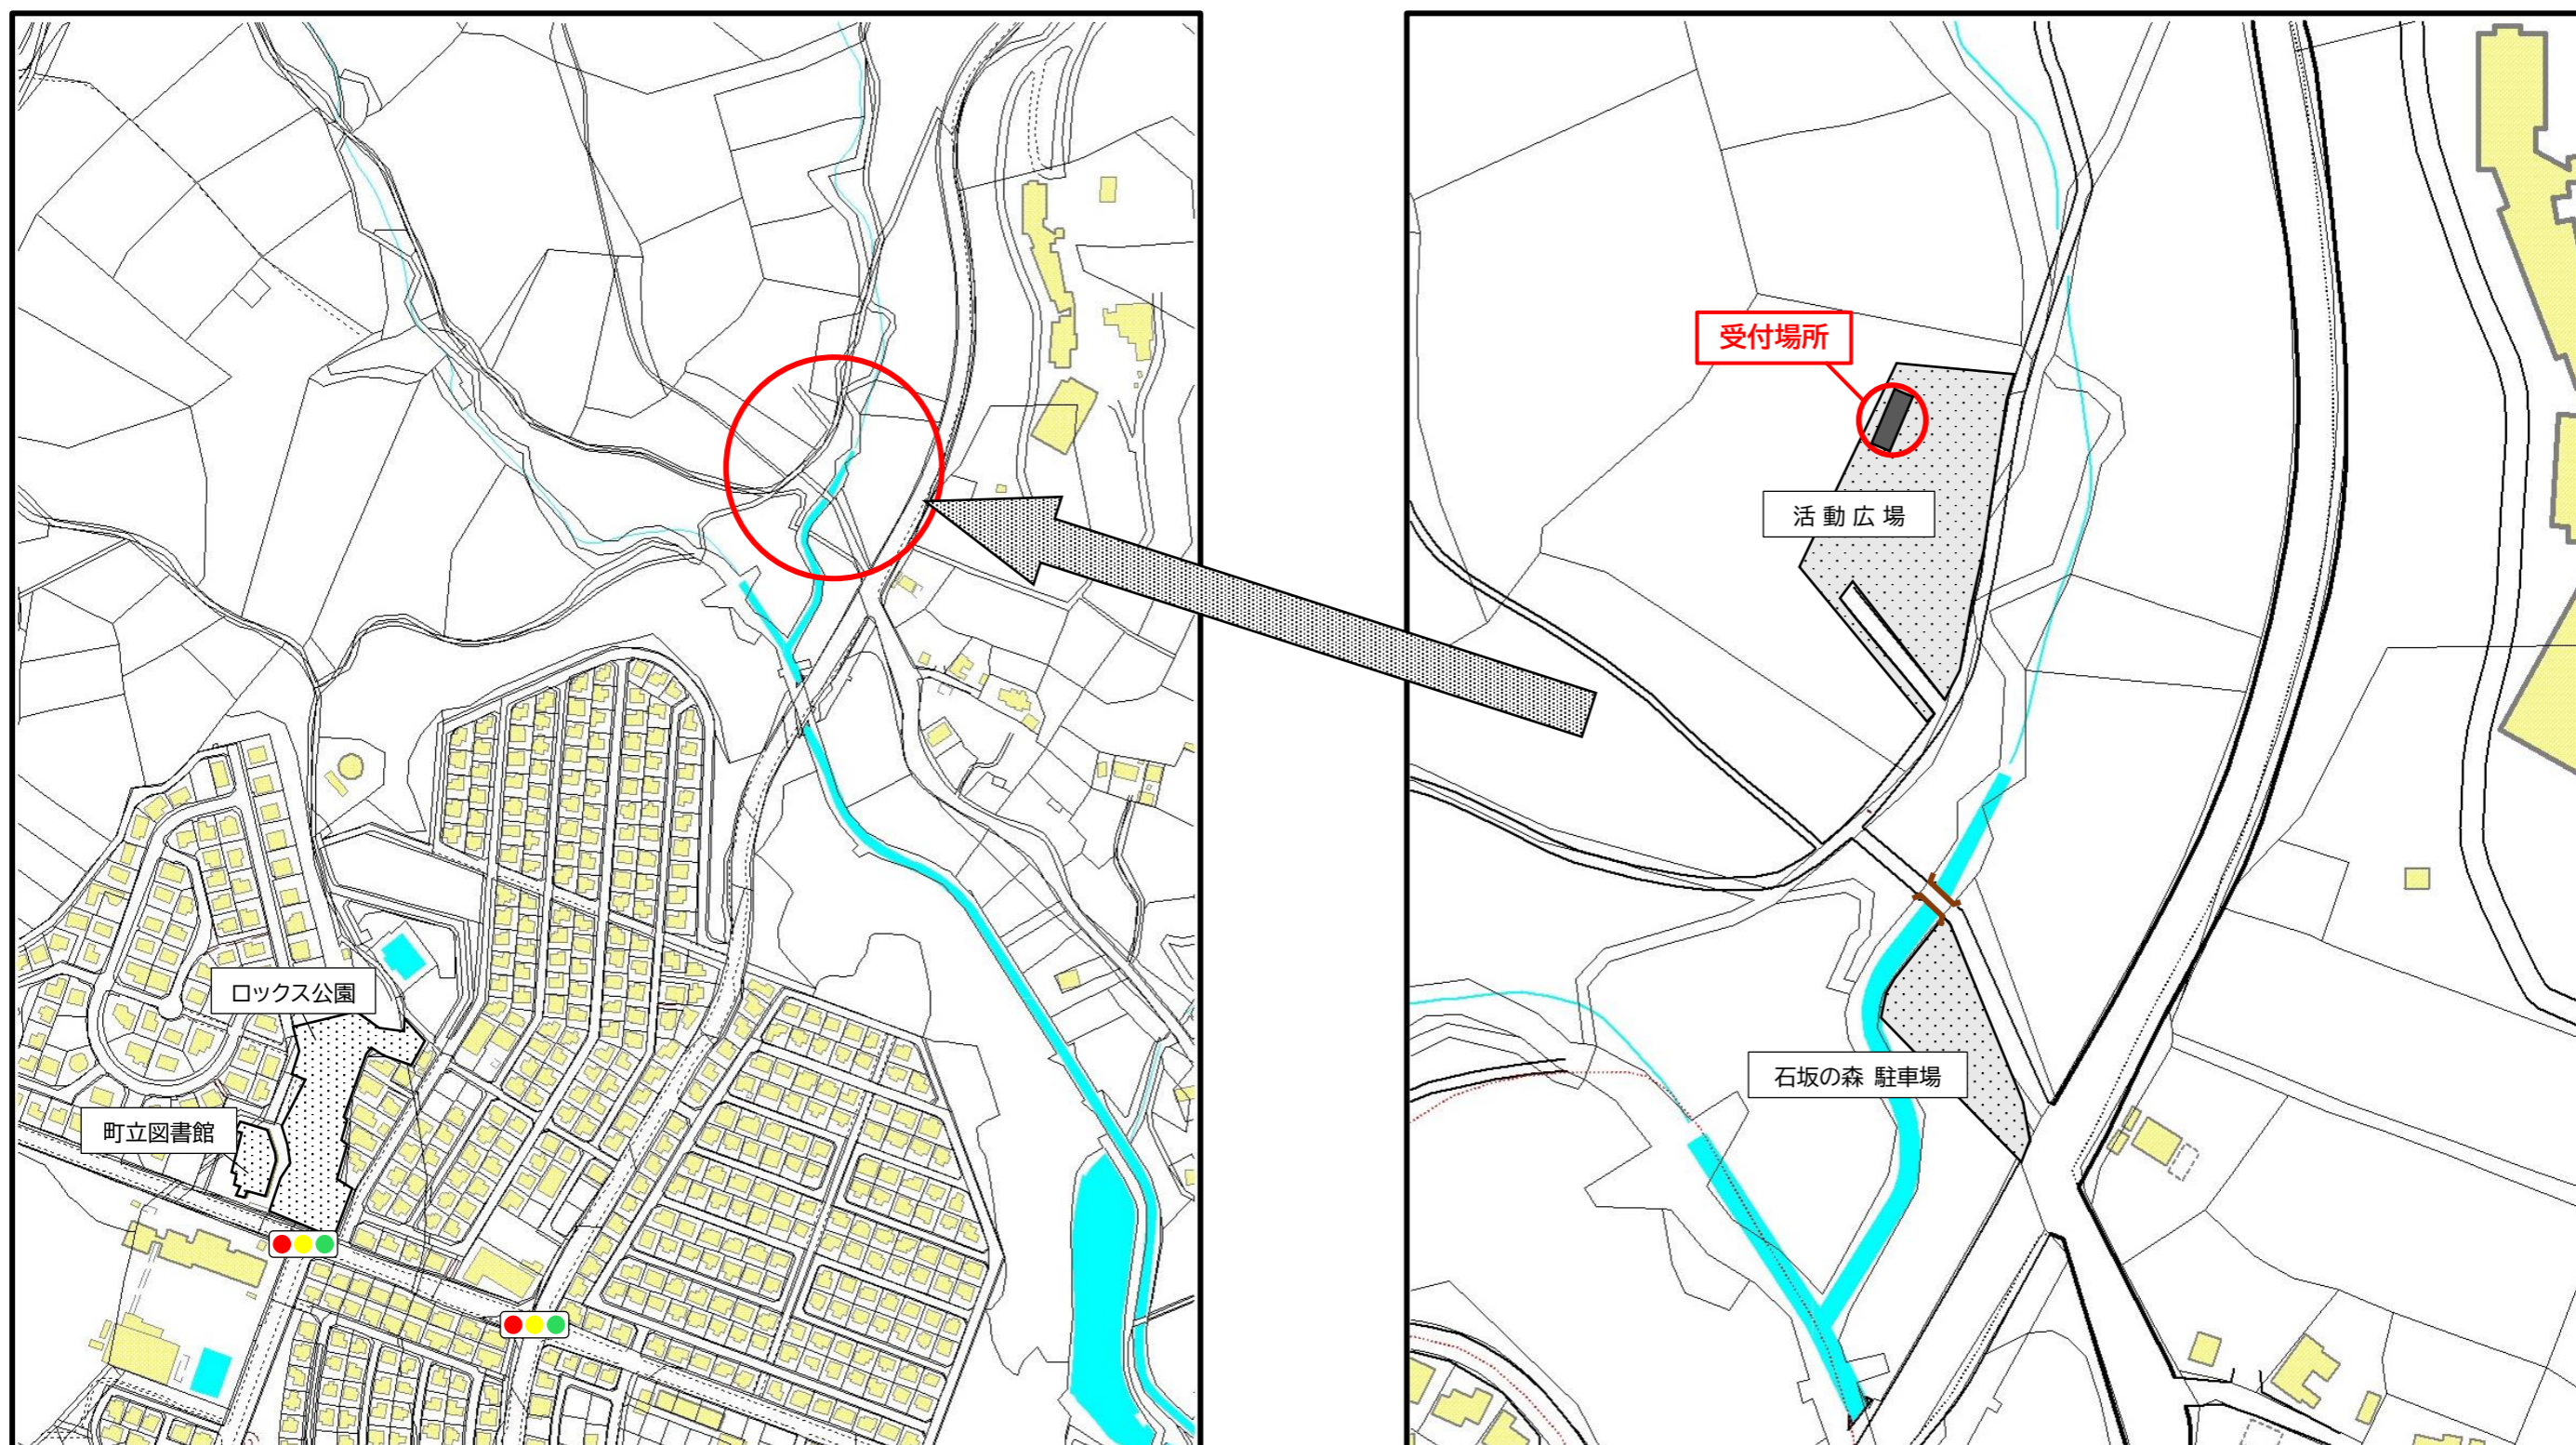 ロックス公園
町立図書館
受付場所
活動広場
石坂の森 駐車場